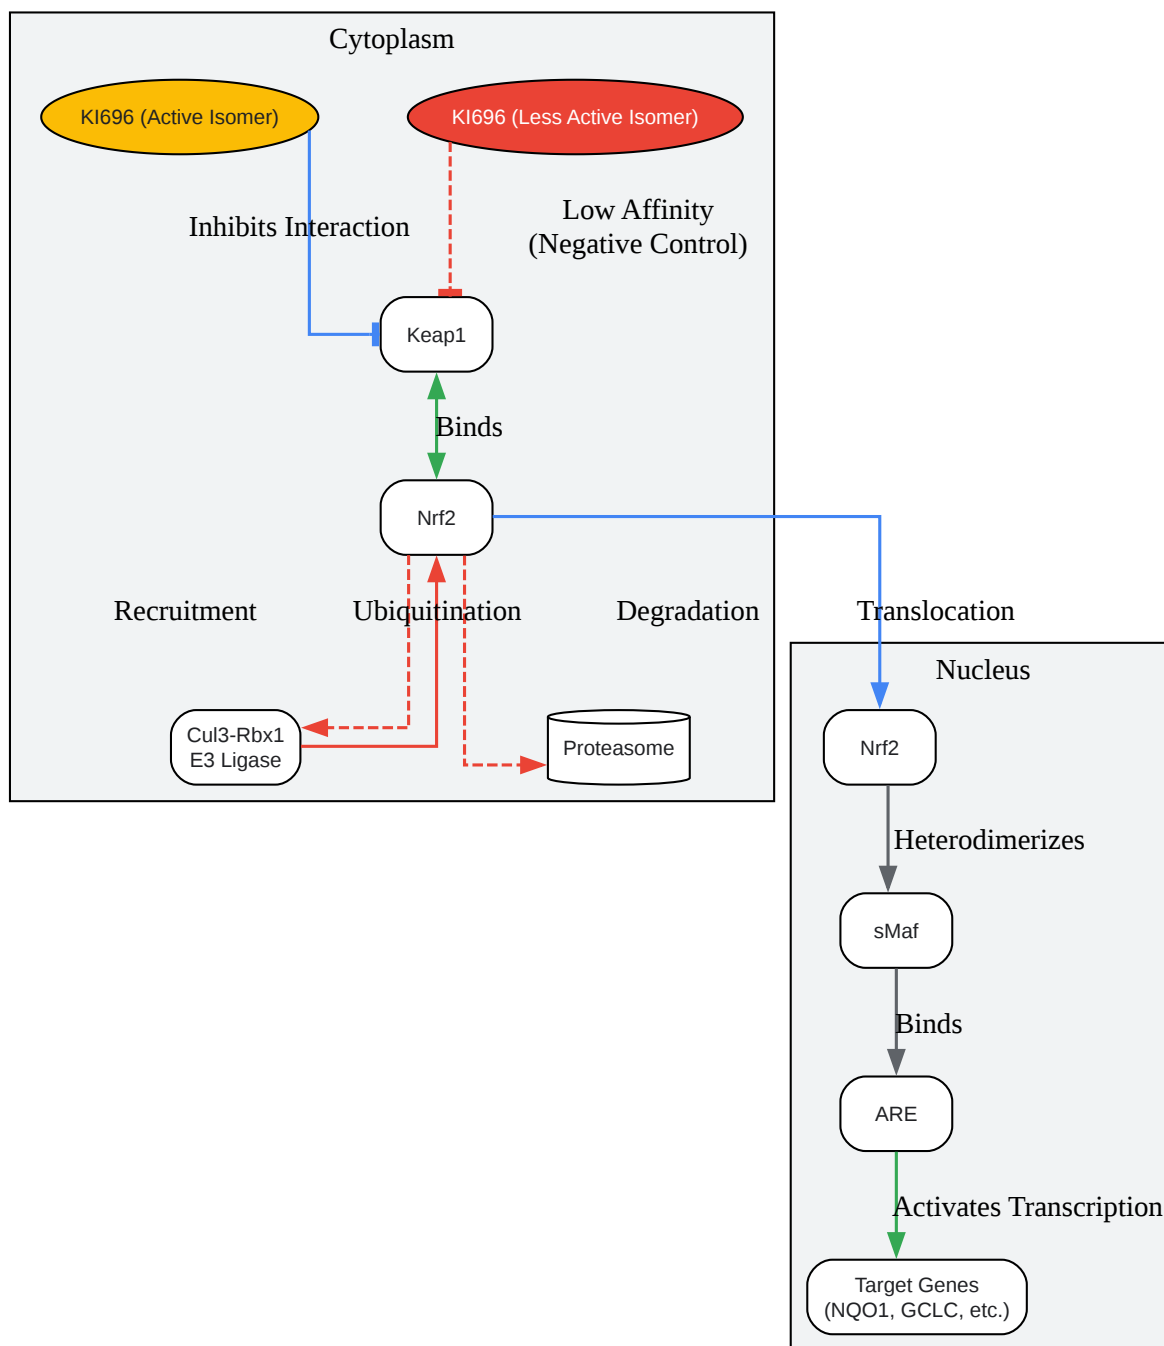 Cytoplasm
KI696 (Active Isomer)
KI696 (Less Active Isomer)
Inhibits Interaction
Low Affinity
(Negative Control)
Keap1
Binds
Nrf2
Recruitment
Ubiquitination
Degradation
Translocation
Cul3-Rbx1
E3 Ligase
Proteasome
Nucleus
Nrf2
Heterodimerizes
sMaf
Binds
ARE
Activates Transcription
Target Genes
(NQO1, GCLC, etc.)